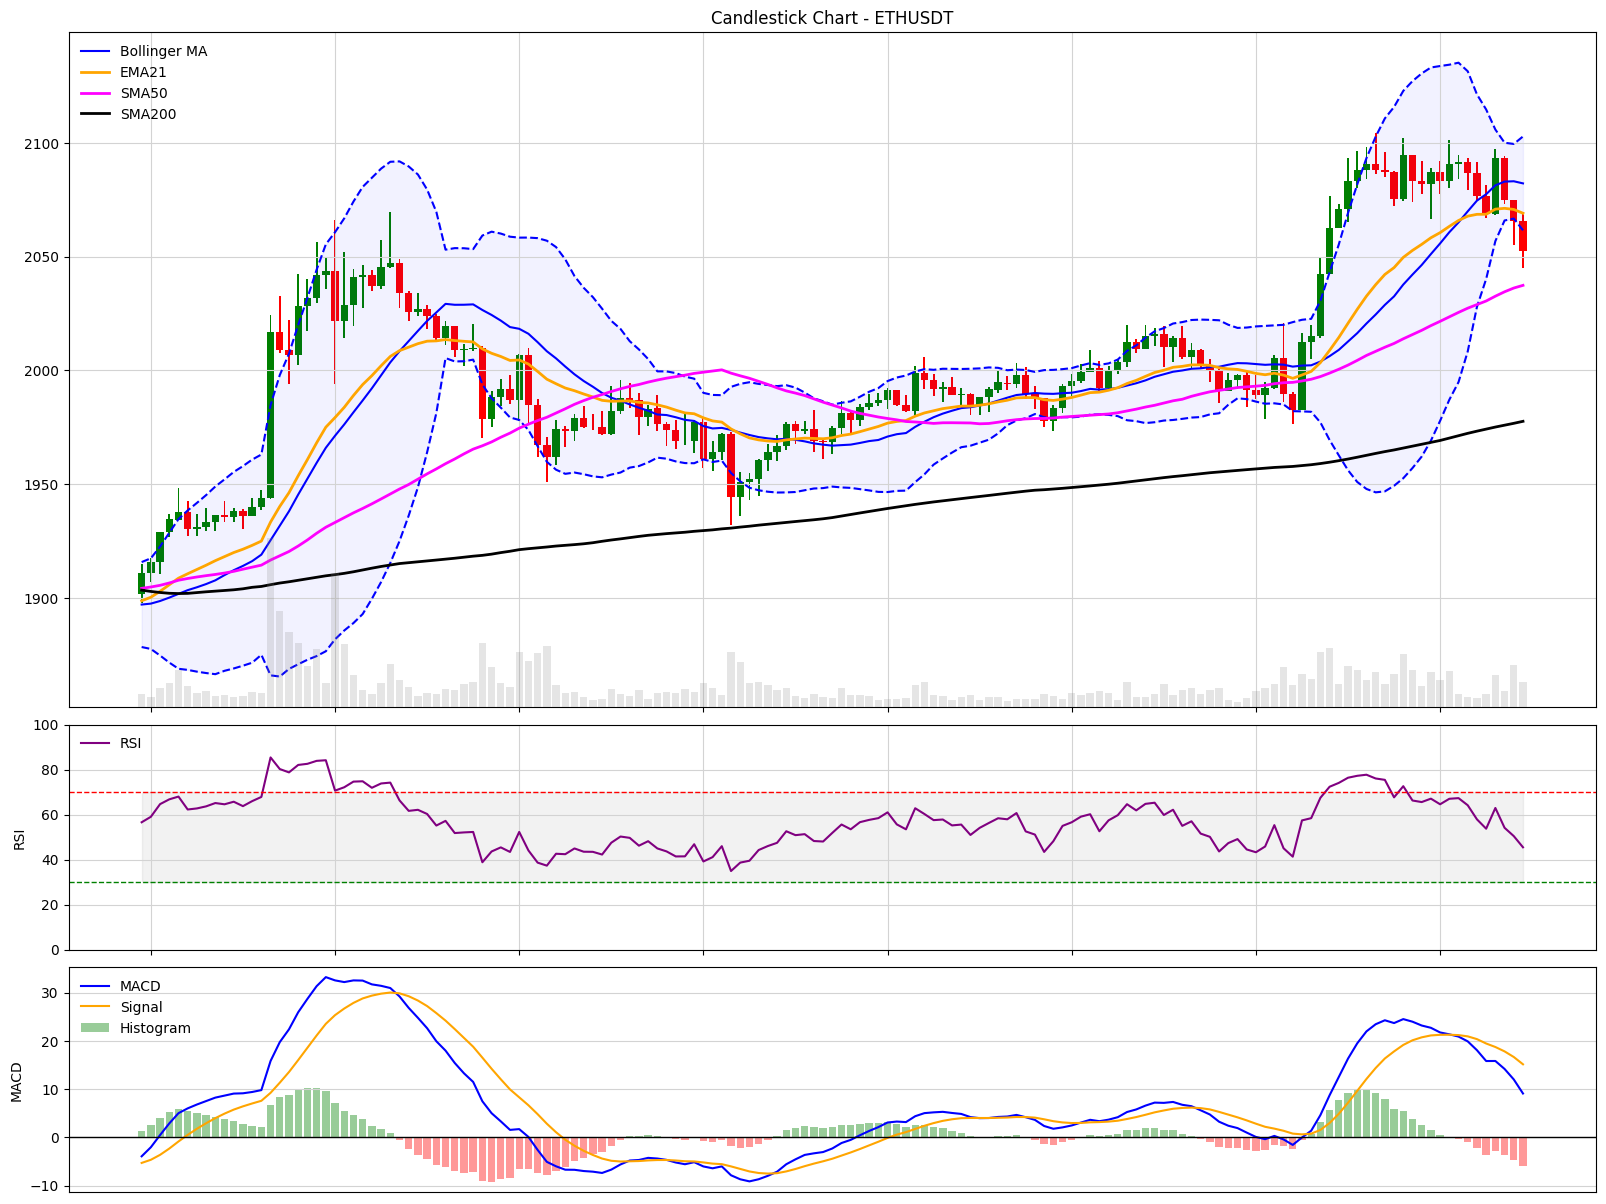 Candlestick Chart - ETHUSDT
Bollinger MA
EMA21
SMA50
SMA200
2100
2050
2000
1950
1900
RSI
100
80
60
40
20
0
RSI
MACD
Signal
Histogram
30
20
10
0
−10
MACD